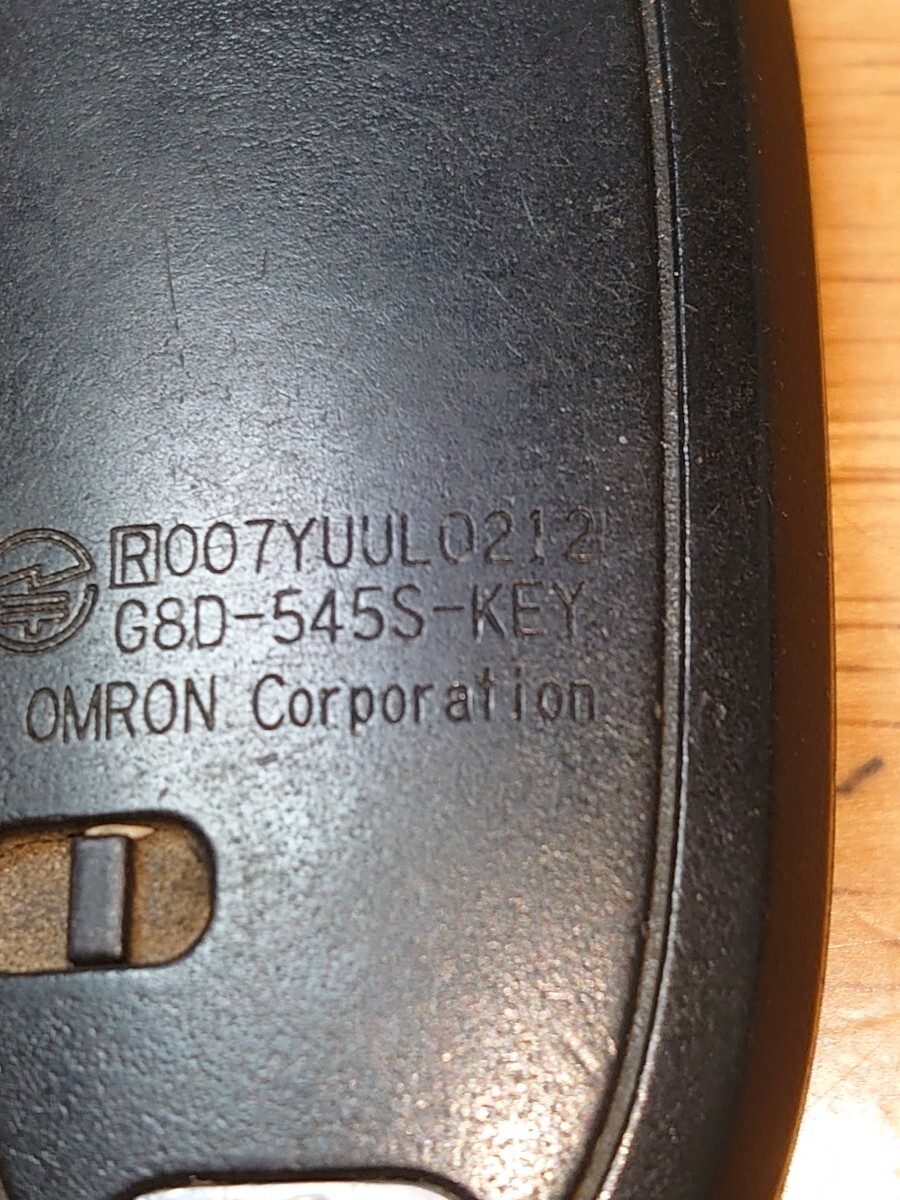 R007YUUL0212
G8D-545S-KEY
OMRON Corporation